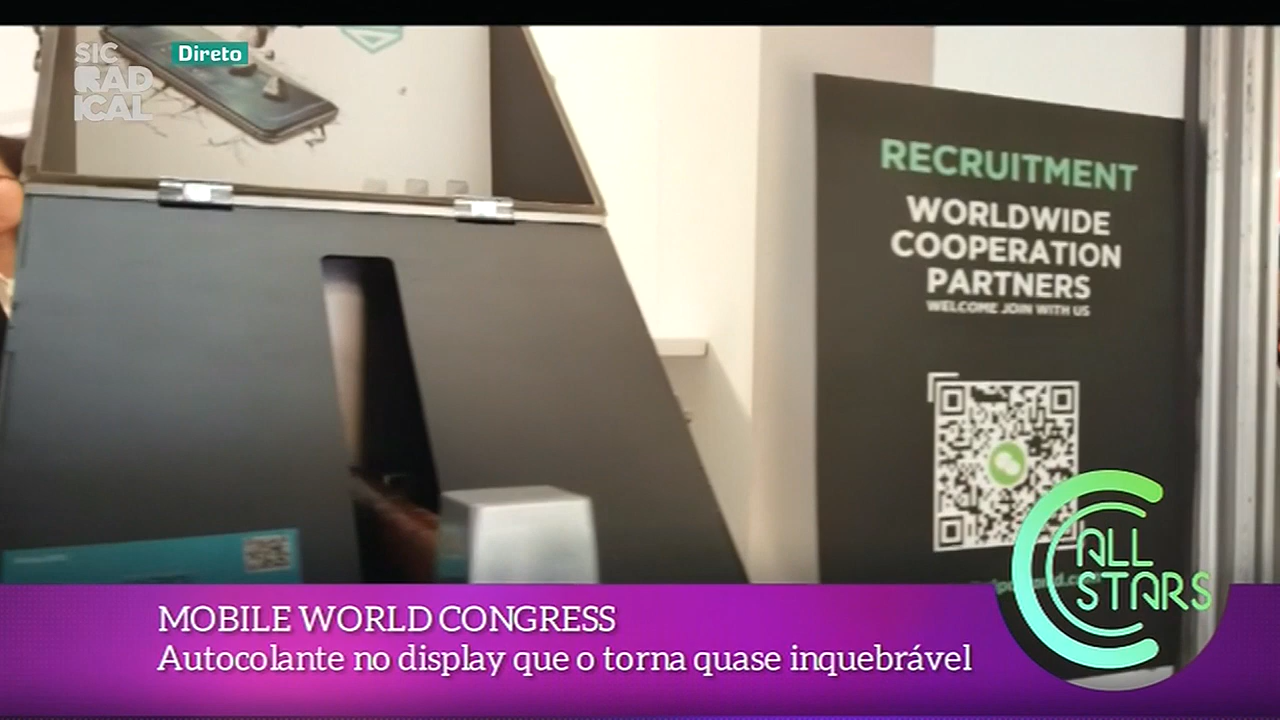 SIC
RAD
ICAL
Direto
RECRUITMENT
WORLDWIDE
COOPERATION
PARTNERS
WELCOME JOIN WITH US
ALL
STARS
MOBILE WORLD CONGRESS
Autocolante no display que o torna quase inquebrável